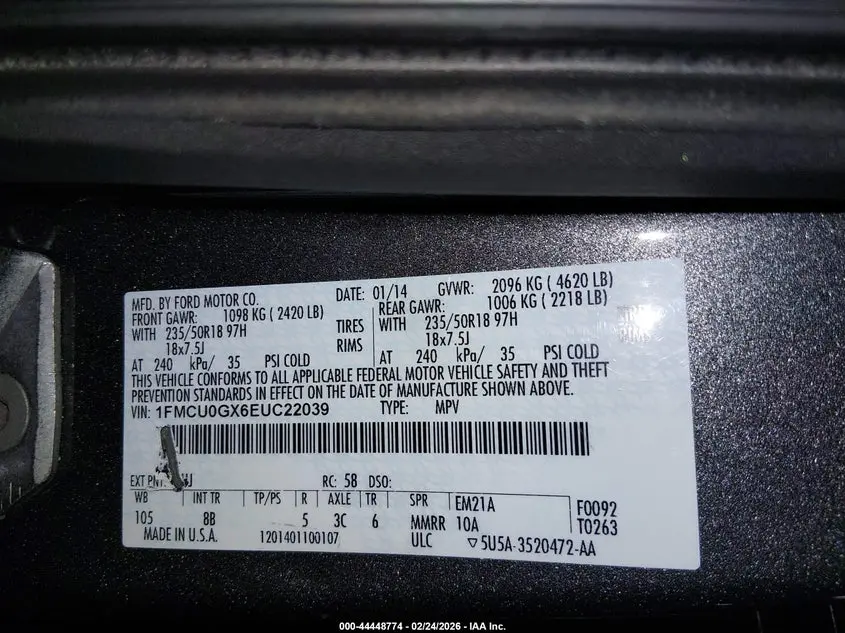 MFD. BY FORD MOTOR CO. DATE: 01/14 GVWR: 2096 KG ( 4620 LB)
FRONT GAWR: 1098 KG ( 2420 LB) REAR GAWR: 1006 KG ( 2218 LB)
WITH 235/50R18 97H TIRES WITH 235/50R18 97H
18x7.5J RIMS 18x7.5J
AT 240 kPa/ 35 PSI COLD AT 240 kPa/ 35 PSI COLD
THIS VEHICLE CONFORMS TO ALL APPLICABLE FEDERAL MOTOR VEHICLE SAFETY AND THEFT
PREVENTION STANDARDS IN EFFECT ON THE DATE OF MANUFACTURE SHOWN ABOVE.
VIN: 1FMCU0GX6EUC22039 TYPE: MPV
EXT PNT: RC: 58 DSO:
WB INT TR TP/PS R AXLE TR SPR EM21A F0092
105 8B 5 3C 6 MMRR 10A T0263
MADE IN U.S.A. 1201401100107 ULC ▽5U5A-3520472-AA
000-44448774 - 02/24/2026 - IAA Inc.